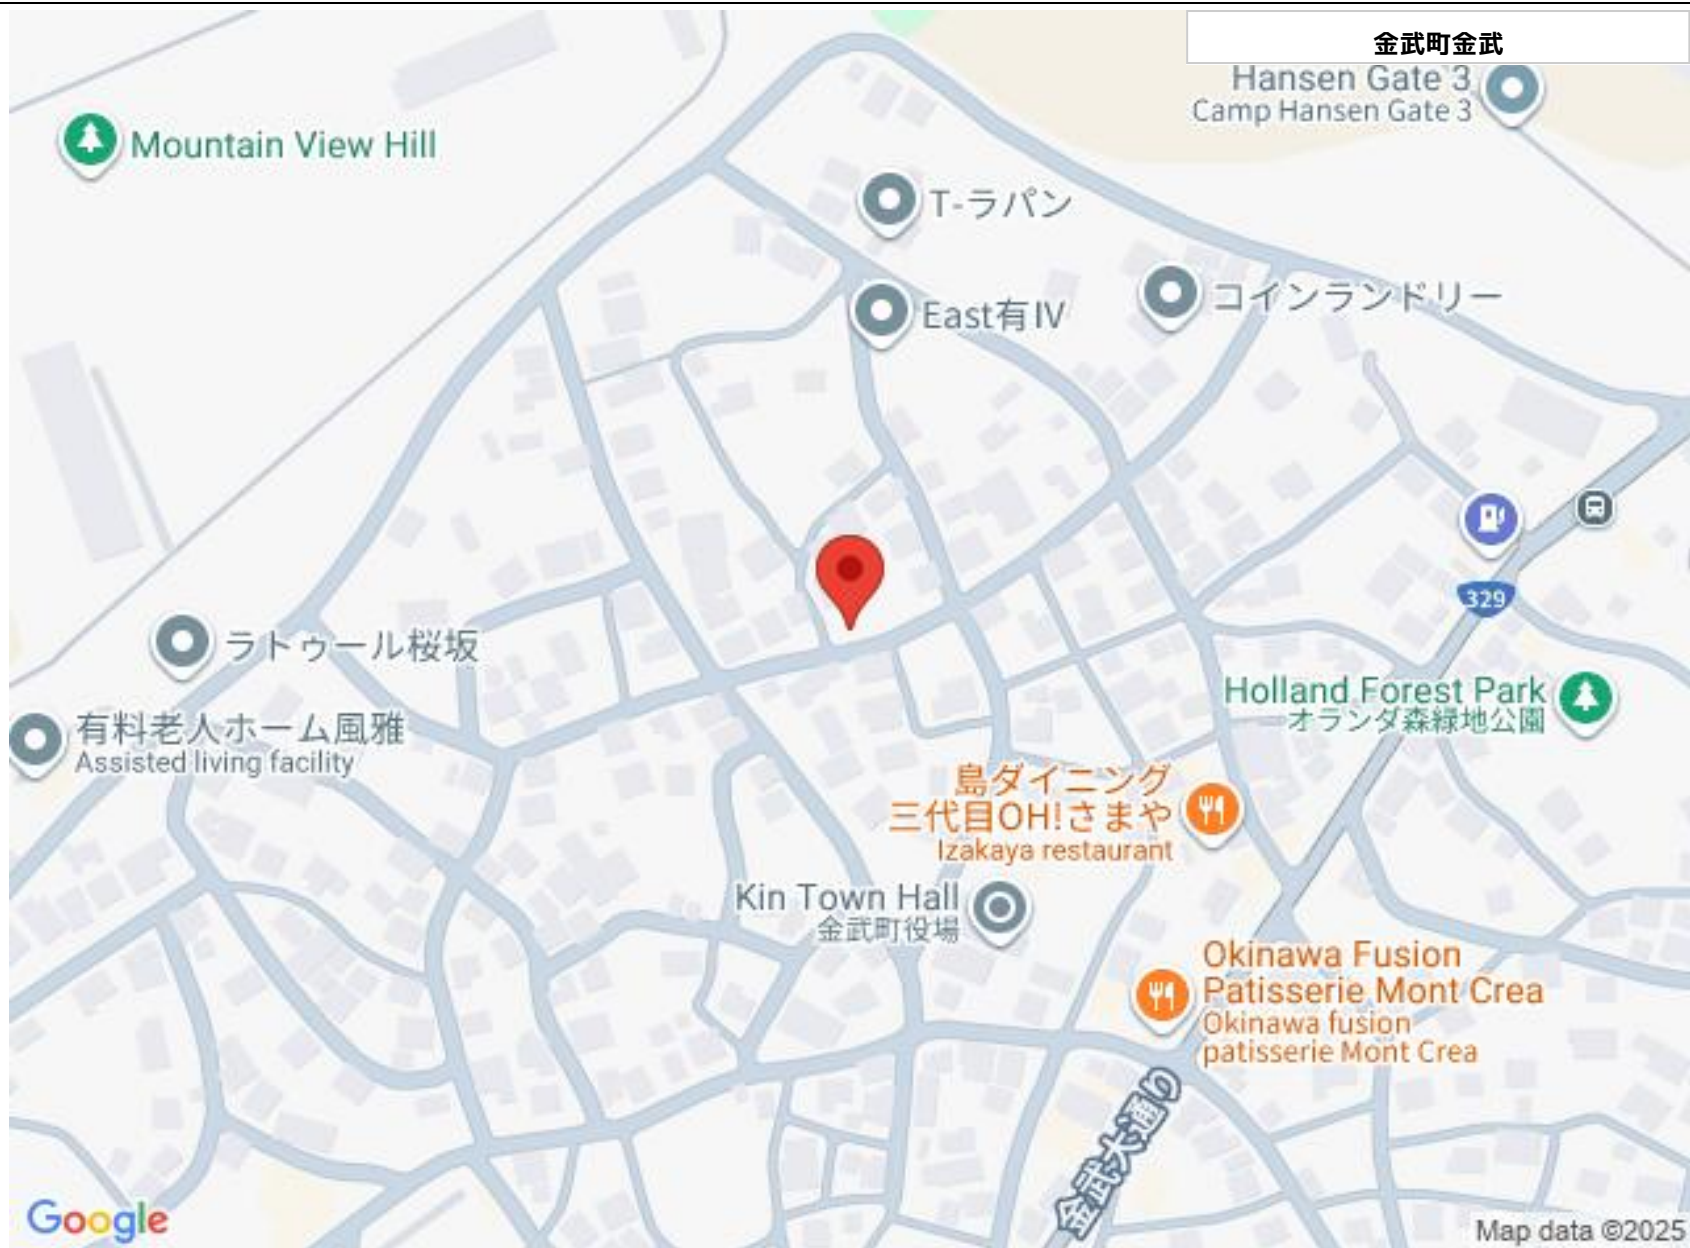 金武町金武
Hansen Gate 3
Camp Hansen Gate 3
Mountain View Hill
T-ラパン
コインランドリー
East有Ⅳ
329
ラトゥール桜坂
Holland Forest Park
オランダ森緑地公園
有料老人ホーム風雅
Assisted living facility
島ダイニング
三代目OH!さまや
Izakaya restaurant
Kin Town Hall
金武町役場
Okinawa Fusion
Patisserie Mont Crea
Okinawa fusion
patisserie Mont Crea
金武大通り
Google
Map data ©2025